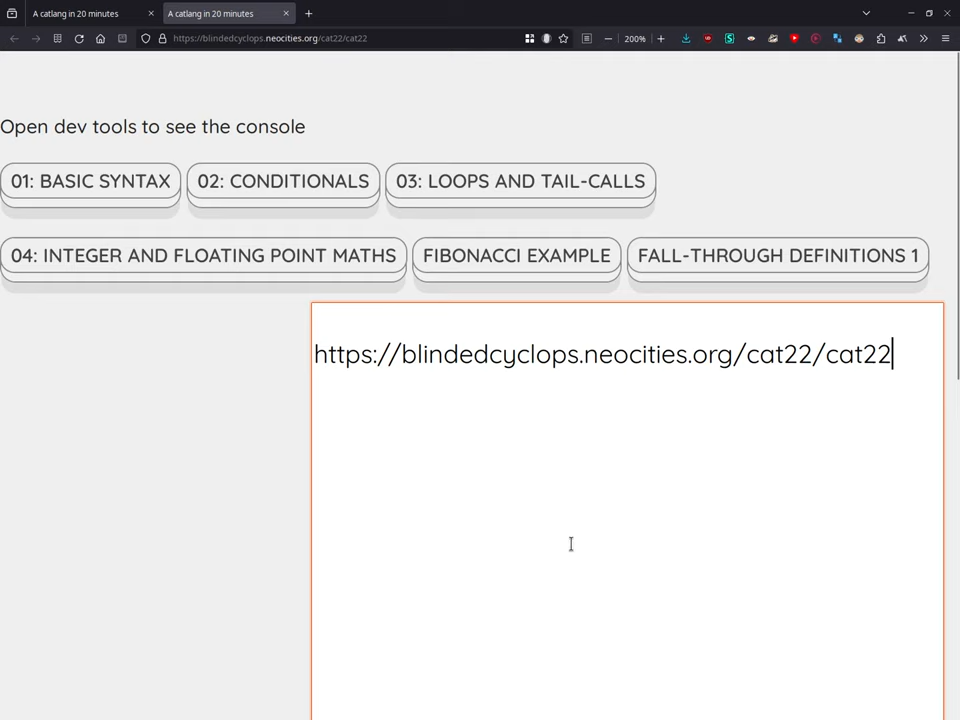 A catlang in 20 minutes
A catlang in 20 minutes
https://blindedcyclops.neocities.org/cat22/cat22
200%
Open dev tools to see the console
01: BASIC SYNTAX
02: CONDITIONALS
03: LOOPS AND TAIL-CALLS
04: INTEGER AND FLOATING POINT MATHS
FIBONACCI EXAMPLE
FALL-THROUGH DEFINITIONS 1
https://blindedcyclops.neocities.org/cat22/cat22